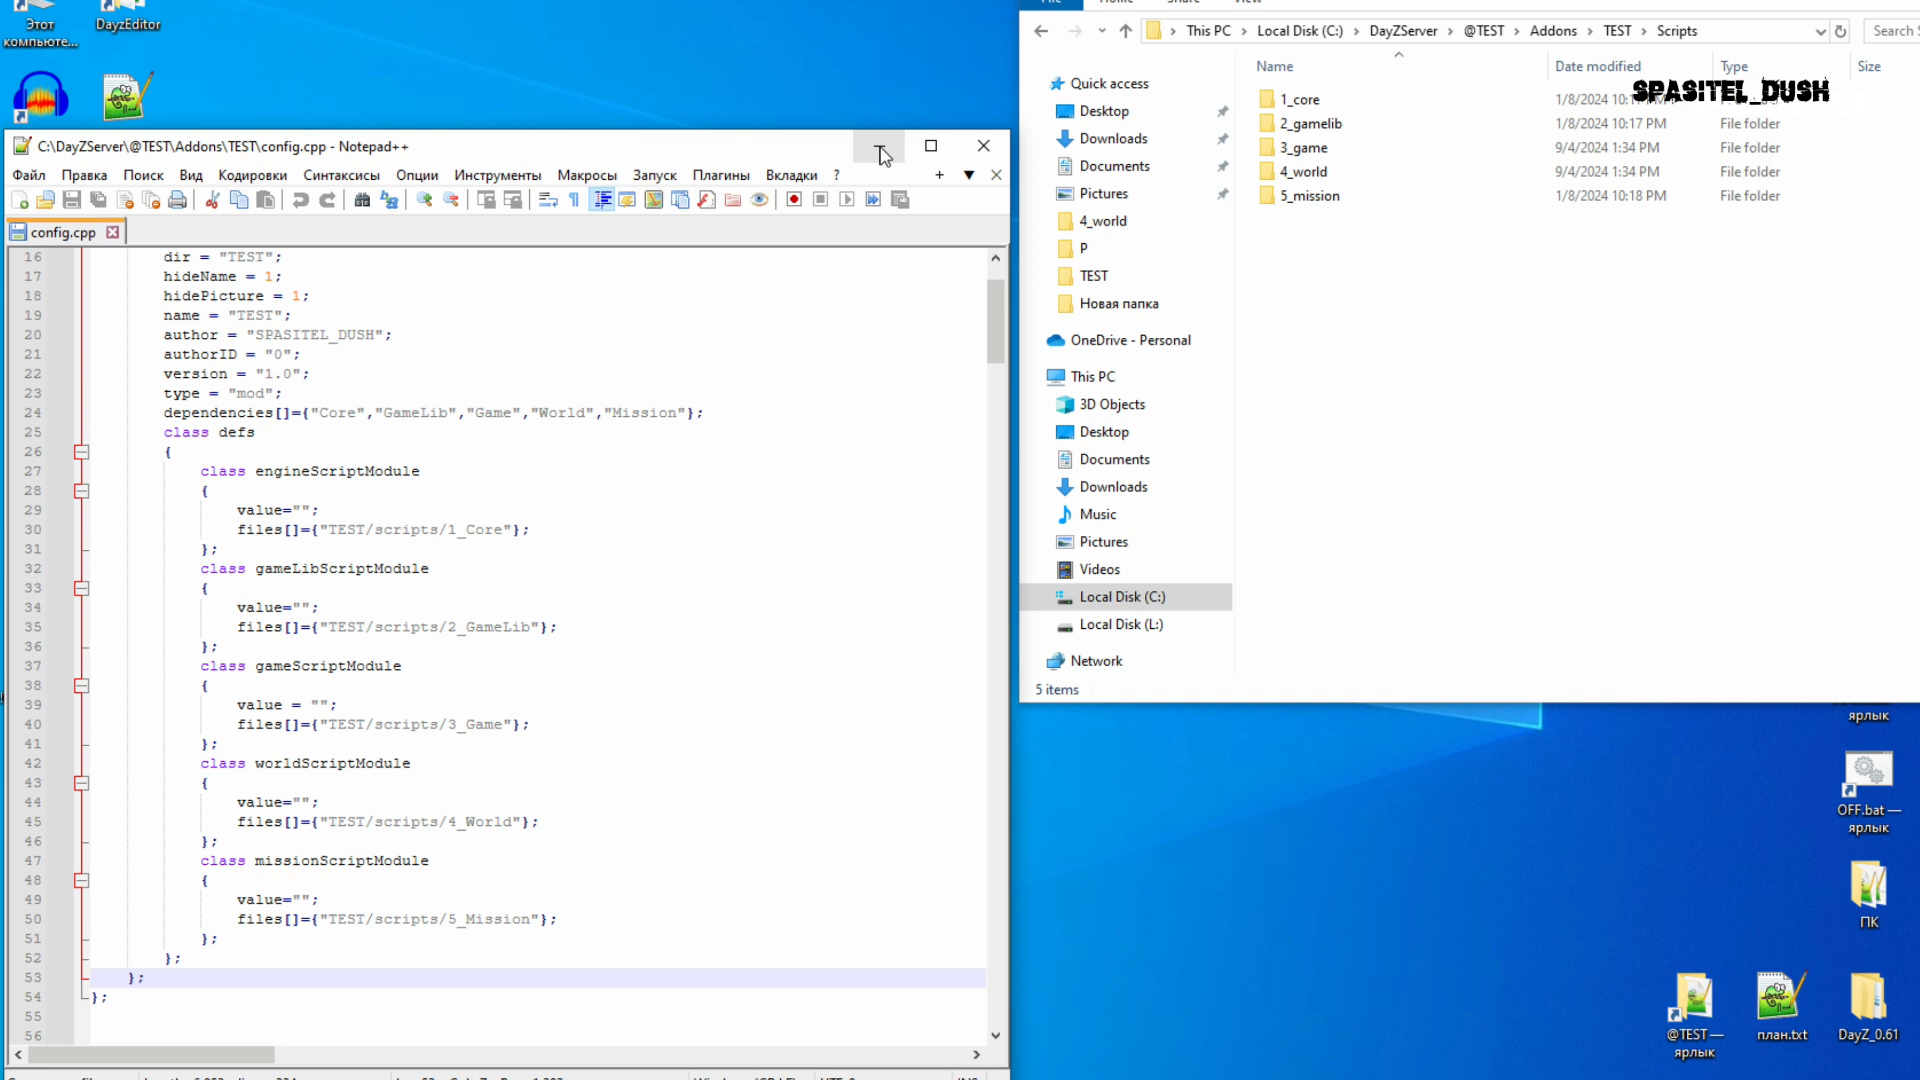 Этот
компьюте...
DayzEditor
C:\DayZServer\@TEST\Addons\TEST\config.cpp - Notepad++
Файл Правка Поиск Вид Кодировки Синтаксисы Опции Инструменты Макросы Запуск Плагины Вкладки ?
config.cpp
16 dir = "TEST";
17 hideName = 1;
18 hidePicture = 1;
19 name = "TEST";
20 author = "SPASITEL_DUSH";
21 authorID = "0";
22 version = "1.0";
23 type = "mod";
24 dependencies[]={"Core","GameLib","Game","World","Mission"};
25 class defs
26 {
27 class engineScriptModule
28 {
29 value="";
30 files[]={"TEST/scripts/1_Core"};
31 };
32 class gameLibScriptModule
33 {
34 value="";
35 files[]={"TEST/scripts/2_GameLib"};
36 };
37 class gameScriptModule
38 {
39 value = "";
40 files[]={"TEST/scripts/3_Game"};
41 };
42 class worldScriptModule
43 {
44 value="";
45 files[]={"TEST/scripts/4_World"};
46 };
47 class missionScriptModule
48 {
49 value="";
50 files[]={"TEST/scripts/5_Mission"};
51 };
52 };
53 };
54 };
55
56
This PC > Local Disk (C:) > DayZServer > @TEST > Addons > TEST > Scripts
Search
Name Date modified Type Size
SPASITEL_DUSH
1_core 1/8/2024 10:17 PM
2_gamelib 1/8/2024 10:17 PM File folder
3_game 9/4/2024 1:34 PM File folder
4_world 9/4/2024 1:34 PM File folder
5_mission 1/8/2024 10:18 PM File folder
Quick access
Desktop
Downloads
Documents
Pictures
4_world
P
TEST
Новая папка
OneDrive - Personal
This PC
3D Objects
Desktop
Documents
Downloads
Music
Pictures
Videos
Local Disk (C:)
Local Disk (L:)
Network
5 items
ярлык
OFF.bat —
ярлык
ПК
@TEST —
ярлык
план.txt
DayZ_0.61